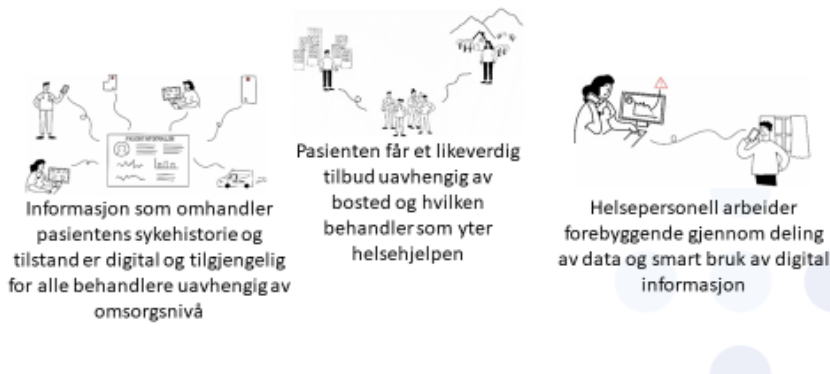 Informasjon som omhandler
pasientens sykehistorie og
tilstand er digital og tilgjengelig
for alle behandlere uavhengig av
omsorgsnivå
Pasienten får et likeverdig
tilbud uavhengig av
bosted og hvilken
behandler som yter
helsehjelpen
Helsepersonell arbeider
forebyggende gjennom deling
av data og smart bruk av digital
informasjon